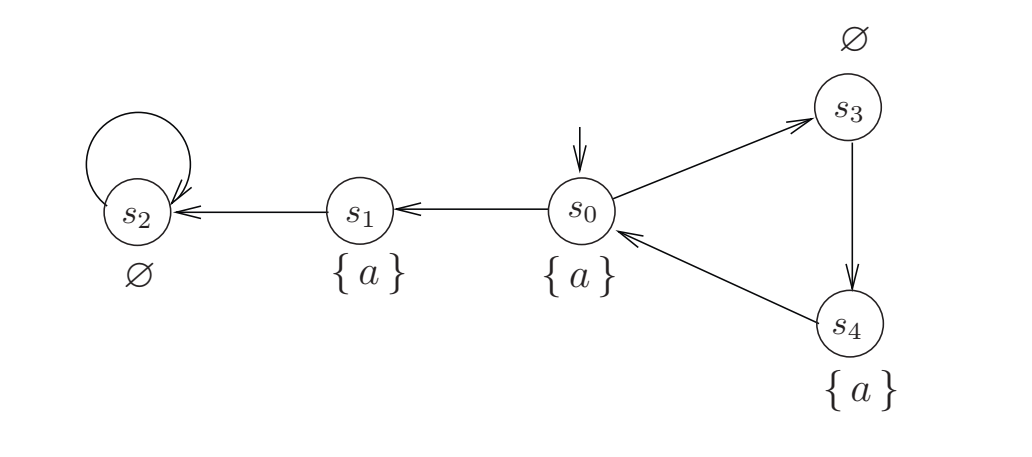 ∅
s₃
s₂
s₁
s₀
∅
{ a }
{ a }
s₄
{ a }